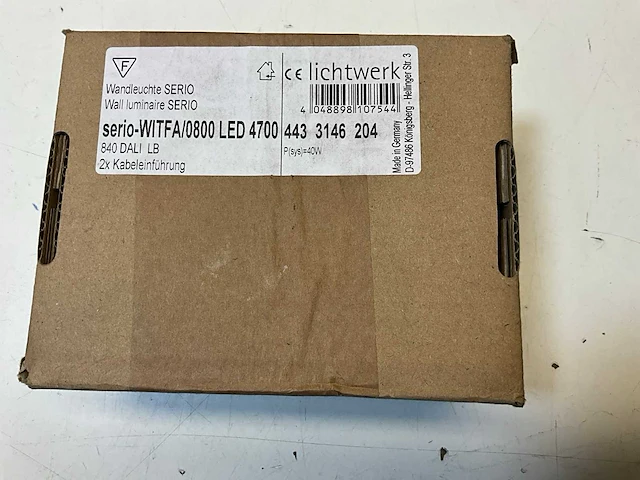 F
Wandleuchte SERIO
Wall luminaire SERIO
CE lichtwerk
4 048898 107544
serio-WITFA/0800 LED 4700 443 3146 204
840 DALI LB
P(sys)=40W
2x Kabeleinführung
Made in Germany
D-97486 Königsberg - Hellinger Str. 3